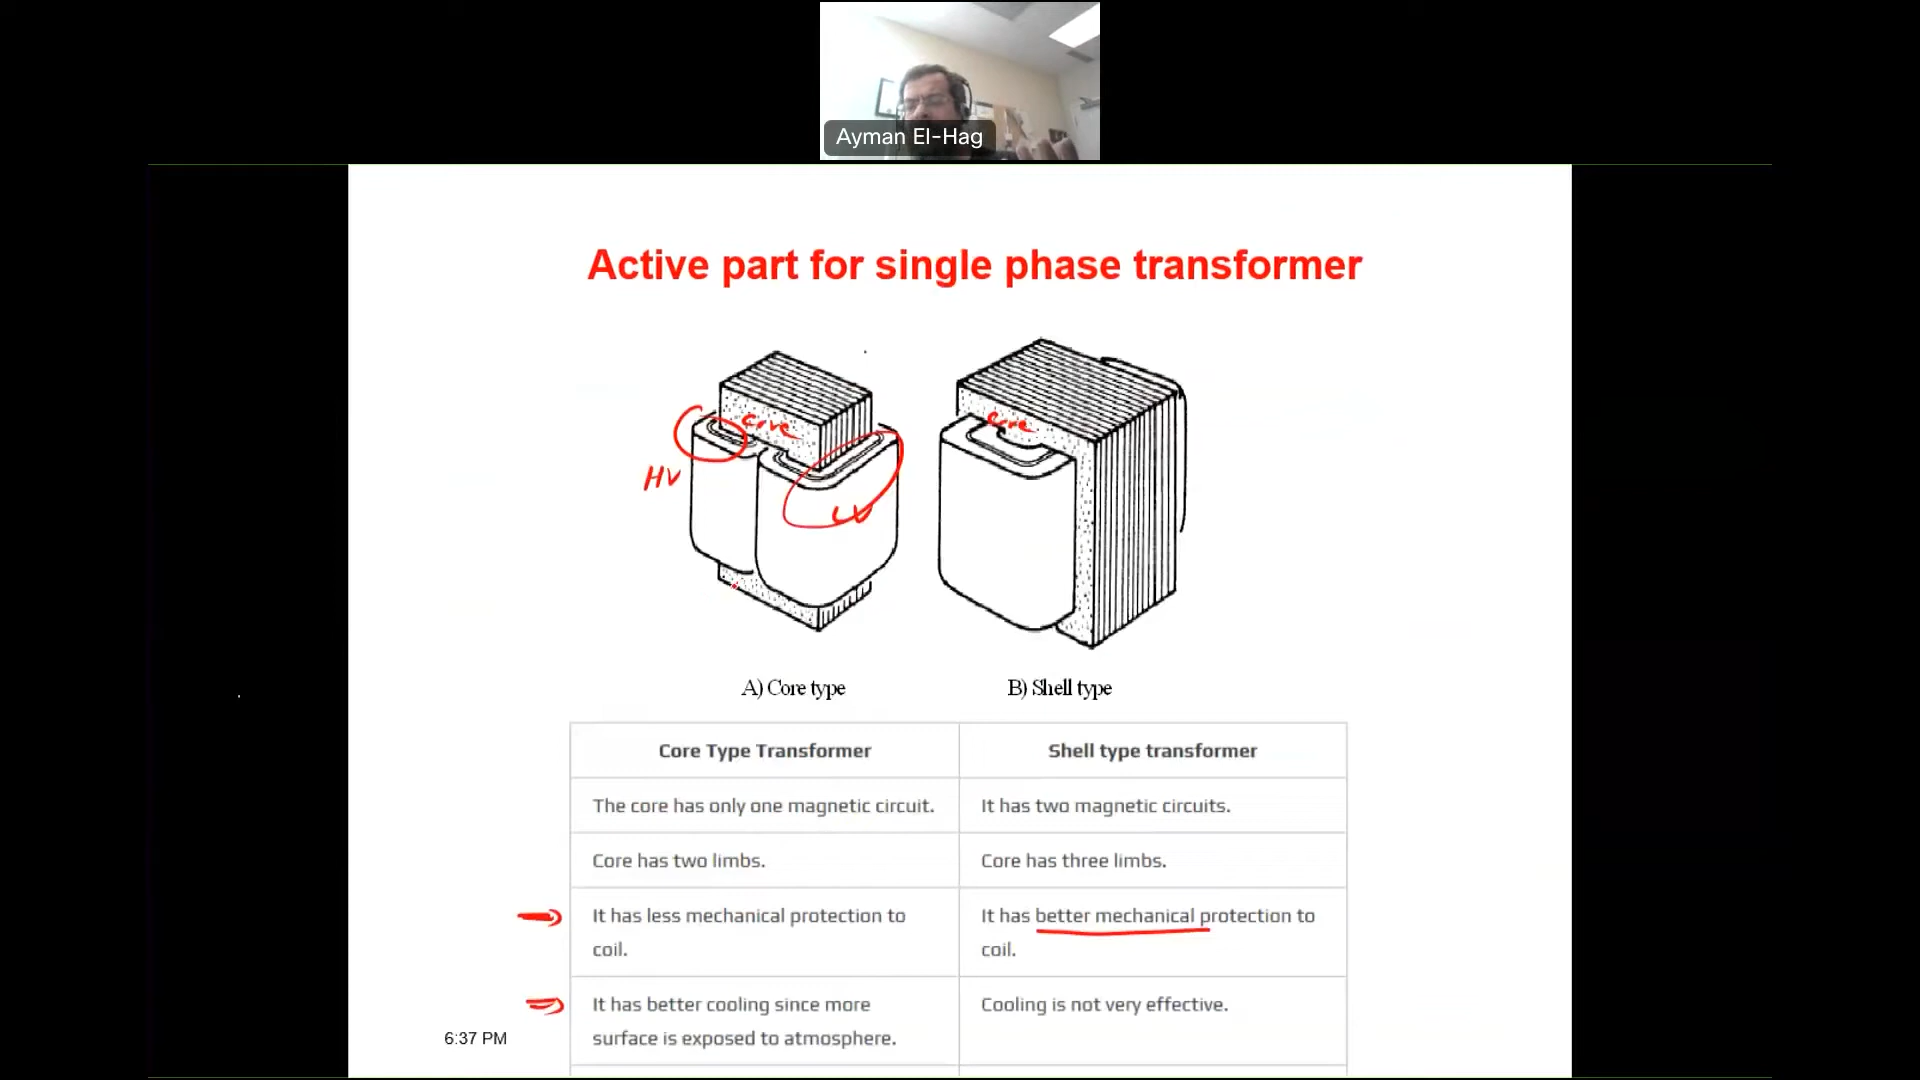 Ayman El-Hag
Active part for single phase transformer
core
core
HV
LV
A) Core type
B) Shell type
Core Type Transformer
Shell type transformer
The core has only one magnetic circuit.
It has two magnetic circuits.
Core has two limbs.
Core has three limbs.
It has less mechanical protection to
coil.
It has better mechanical protection to
coil.
It has better cooling since more
surface is exposed to atmosphere.
Cooling is not very effective.
6:37 PM